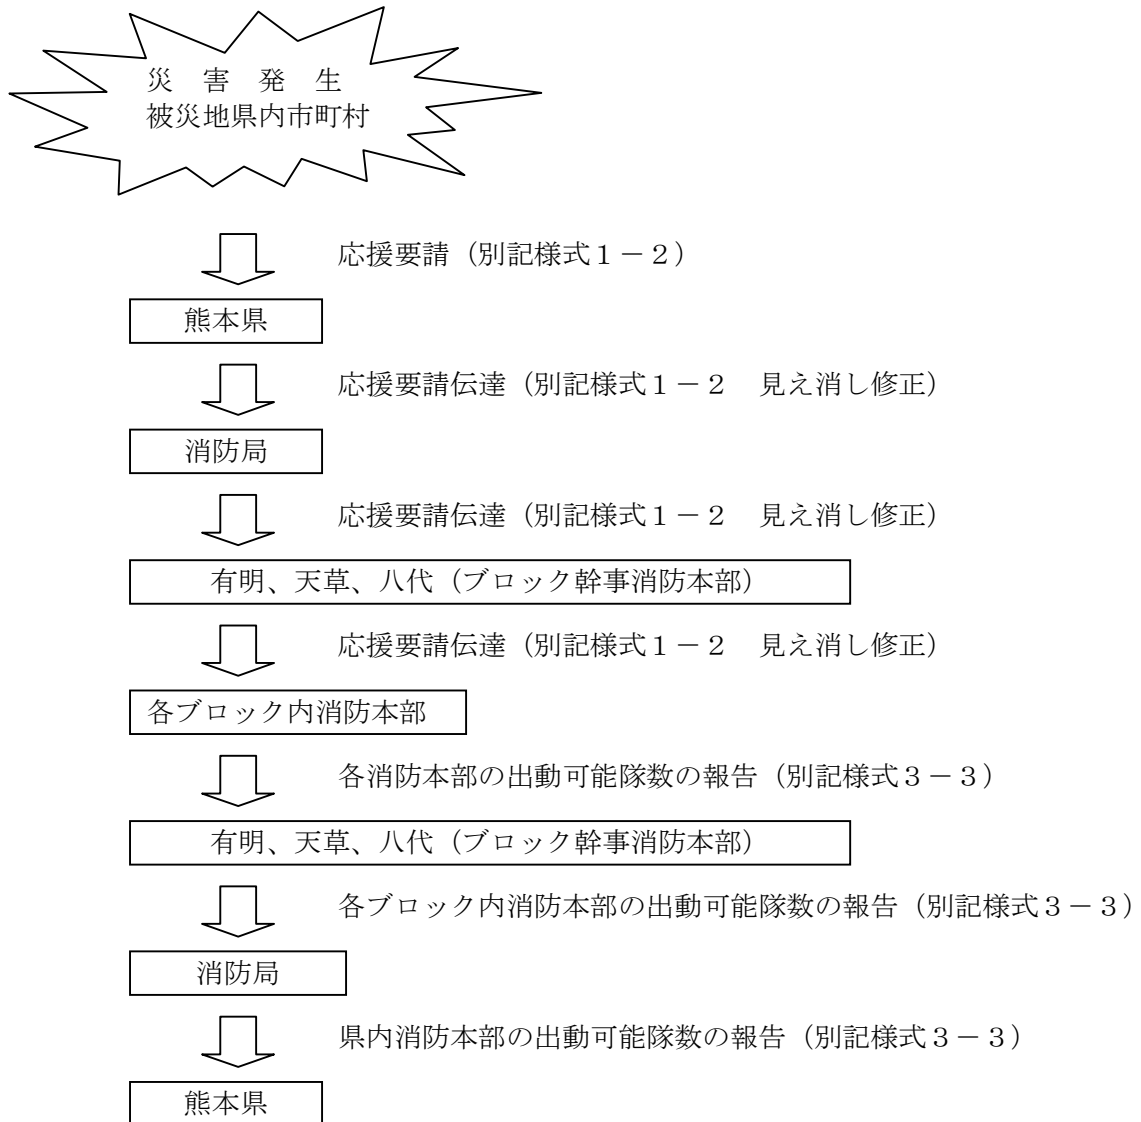 災　害　発　生
被災地県内市町村
応援要請（別記様式１－２）
熊本県
応援要請伝達（別記様式１－２　見え消し修正）
消防局
応援要請伝達（別記様式１－２　見え消し修正）
有明、天草、八代（ブロック幹事消防本部）
応援要請伝達（別記様式１－２　見え消し修正）
各ブロック内消防本部
各消防本部の出動可能隊数の報告（別記様式３－３）
有明、天草、八代（ブロック幹事消防本部）
各ブロック内消防本部の出動可能隊数の報告（別記様式３－３）
消防局
県内消防本部の出動可能隊数の報告（別記様式３－３）
熊本県